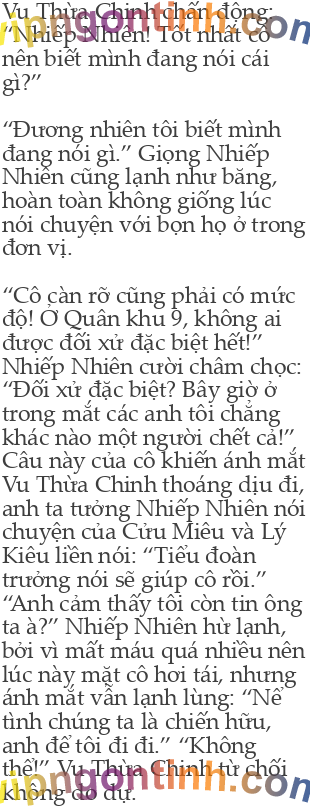 Vu Thừa Chinh chấn động:
“Nhiếp Nhiên! Tốt nhất cô
nên biết mình đang nói cái
gì?”
“Đương nhiên tôi biết mình
đang nói gì.” Giọng Nhiếp
Nhiên cũng lạnh như băng,
hoàn toàn không giống lúc
nói chuyện với bọn họ ở trong
đơn vị.
“Cô càn rỡ cũng phải có mức
độ! Ở Quân khu 9, không ai
được đối xử đặc biệt hết!”
Nhiếp Nhiên cười châm chọc:
“Đối xử đặc biệt? Bây giờ ở
trong mắt các anh tôi chẳng
khác nào một người chết cả!”
Câu này của cô khiến ánh mắt
Vu Thừa Chinh thoáng dịu đi,
anh ta tưởng Nhiếp Nhiên nói
chuyện của Cửu Miêu và Lý
Kiêu liền nói: “Tiểu đoàn
trưởng nói sẽ giúp cô rồi.”
“Anh cảm thấy tôi còn tin ông
ta à?” Nhiếp Nhiên hừ lạnh,
bởi vì mất máu quá nhiều nên
lúc này mặt cô hơi tái, nhưng
ánh mắt vẫn lạnh lùng: “Nể
tình chúng ta là chiến hữu,
anh để tôi đi đi.” “Không
thể!” Vu Thừa Chinh từ chối
không do dự.
vipngontinh.com
vipngontinh.com